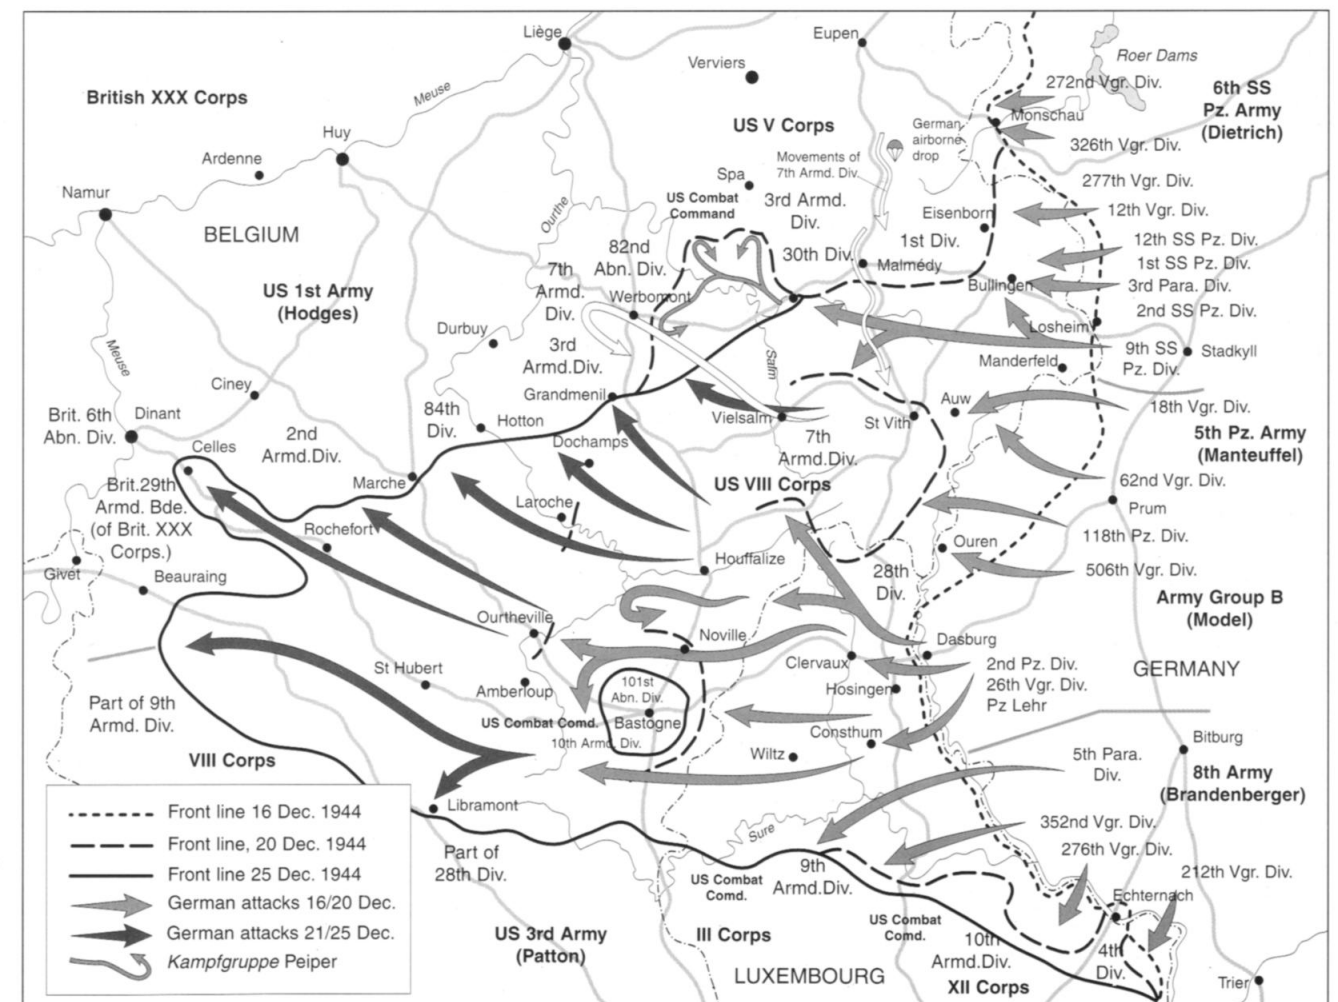 Liège
Eupen
Roer Dams
Verviers
272nd Vgr. Div.
6th SS
Pz. Army
(Dietrich)
British XXX Corps
Meuse
Monschau
US V Corps
German
airborne
drop
326th Vgr. Div.
Huy
Movements of
7th Armd. Div.
Ardenne
Spa
277th Vgr. Div.
Namur
US Combat
Command
3rd Armd.
Div.
Eisenborn
12th Vgr. Div.
Ourthe
BELGIUM
82nd
Abn. Div.
30th Div.
1st Div.
12th SS Pz. Div.
1st SS Pz. Div.
Malmédy
7th
Armd.
Div.
Bullingen
3rd Para. Div.
US 1st Army
(Hodges)
Werbomont
2nd SS Pz. Div.
Durbuy
Losheim
3rd
Armd.Div.
Salm
Manderfeld
9th SS
Pz. Div.
Stadkyll
Meuse
Ciney
Grandmenil
Auw
18th Vgr. Div.
Brit. 6th
Abn. Div.
Dinant
84th
Div.
Hotton
Vielsalm
St Vith
5th Pz. Army
(Manteuffel)
Celles
2nd
Armd.Div.
Dochamps
7th
Armd.Div.
Marche
US VIII Corps
62nd Vgr. Div.
Brit.29th
Armd. Bde.
(of Brit. XXX
Corps.)
Laroche
Prum
Rochefort
118th Pz. Div.
Ouren
Givet
Beauraing
Houffalize
28th
Div.
506th Vgr. Div.
Army Group B
(Model)
Ourtheville
Noville
Dasburg
Clervaux
2nd Pz. Div.
26th Vgr. Div.
Pz Lehr
GERMANY
St Hubert
Amberloup
101st
Abn. Div.
Hosingen
Part of 9th
Armd. Div.
US Combat Comd.
Bastogne
10th Armd. Div.
Consthum
Bitburg
VIII Corps
Wiltz
5th Para.
Div.
8th Army
(Brandenberger)
Libramont
Front line 16 Dec. 1944
Front line, 20 Dec. 1944
Front line 25 Dec. 1944
German attacks 16/20 Dec.
German attacks 21/25 Dec.
Kampfgruppe Peiper
Sure
352nd Vgr. Div.
276th Vgr. Div.
Part of
28th Div.
9th
Armd.Div.
212th Vgr. Div.
US Combat
Comd.
Echternach
US 3rd Army
(Patton)
III Corps
US Combat
Comd.
10th
Armd.Div.
4th
Div.
LUXEMBOURG
XII Corps
Trier